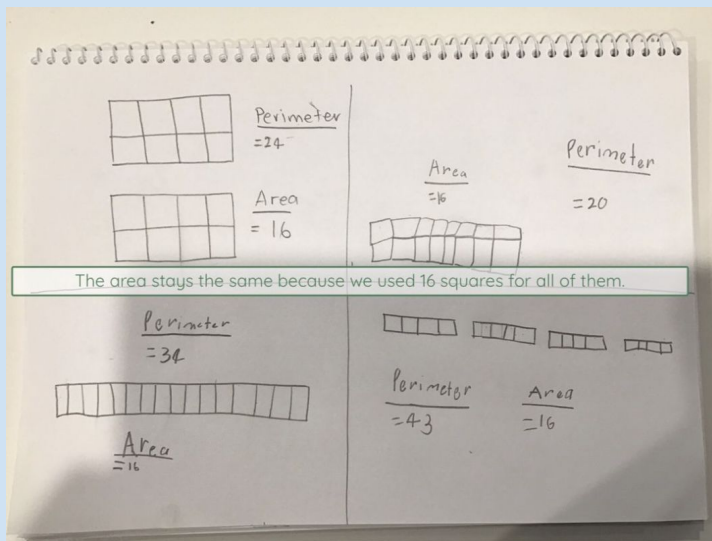 Perimeter
=24
Area
= 16
Area
=16
Perimeter
=20
The area stays the same because we used 16 squares for all of them.
Perimeter
=34
Area
=16
Perimeter
=43
Area
=16